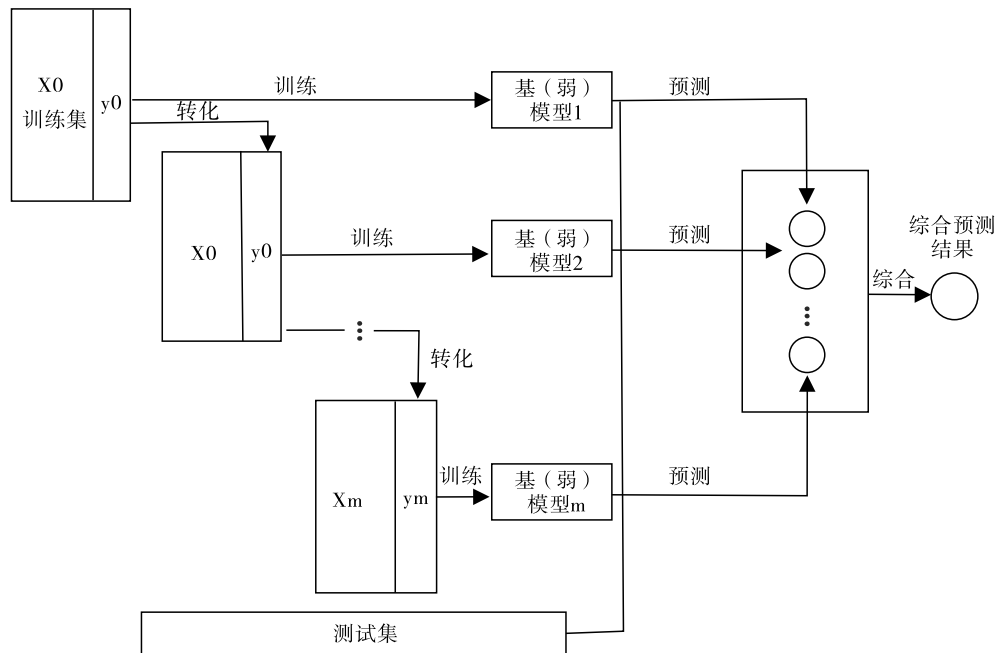 X0
训练集
y0
训练
转化
基（弱）
模型1
预测
X0
y0
训练
基（弱）
模型2
预测
综合预测
结果
综合
转化
Xm
ym
训练
基（弱）
模型m
预测
测试集